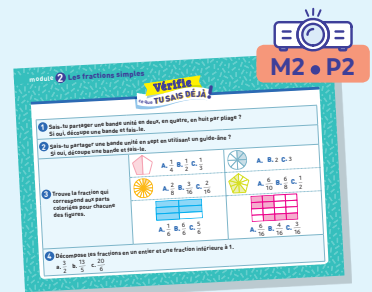 M2 • P2
module 2 Les fractions simples
Vérifie
ce que TU SAIS DÉJÀ !
1 Sais-tu partager une bande unité en deux, en quatre, en huit par pliage ?
Si oui, découpe une bande et fais-le.
2 Sais-tu partager une bande unité en sept en utilisant un guide-âne ?
Si oui, découpe une bande et fais-le.
3 Trouve la fraction qui
correspond aux parts
coloriées pour chacune
des figures.
A. 1/4 B. 1/2 C. 1/3
A. B. 2 C. 3
A. 2/8 B. 3/16 C. 2/16
A. 6/10 B. 6/8 C. 1/2
A. 1/6 B. 6/6 C. 5/6
A. 6/16 B. 4/16 C. 3/16
4 Décompose les fractions en un entier et une fraction inférieure à 1.
a. 3/2 b. 13/5 c. 20/6